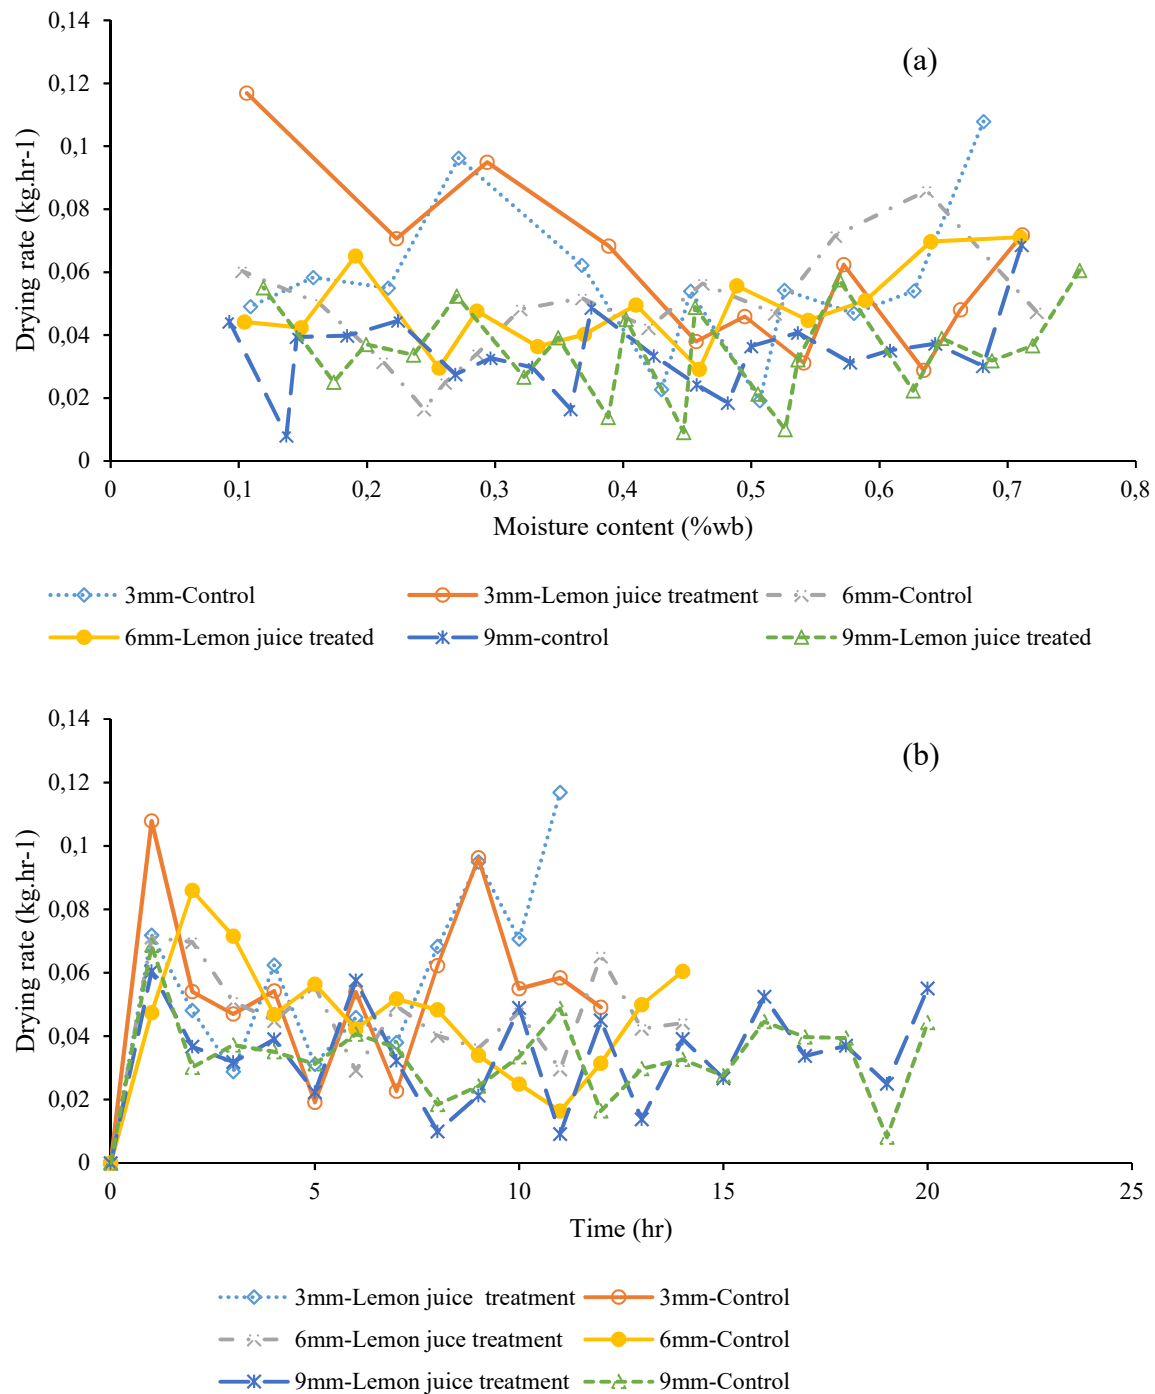 0,14
(a)
0,12
0,1
0,08
0,06
0,04
0,02
0
Drying rate (kg.hr-1)
0 0,1 0,2 0,3 0,4 0,5 0,6 0,7 0,8
Moisture content (%wb)
3mm-Control 3mm-Lemon juice treatment 6mm-Control
6mm-Lemon juice treated 9mm-control 9mm-Lemon juice treated
0,14
(b)
0,12
0,1
0,08
0,06
0,04
0,02
0
Drying rate (kg.hr-1)
0 5 10 15 20 25
Time (hr)
3mm-Lemon juice treatment 3mm-Control
6mm-Lemon juce treatment 6mm-Control
9mm-Lemon juice treatment 9mm-Control